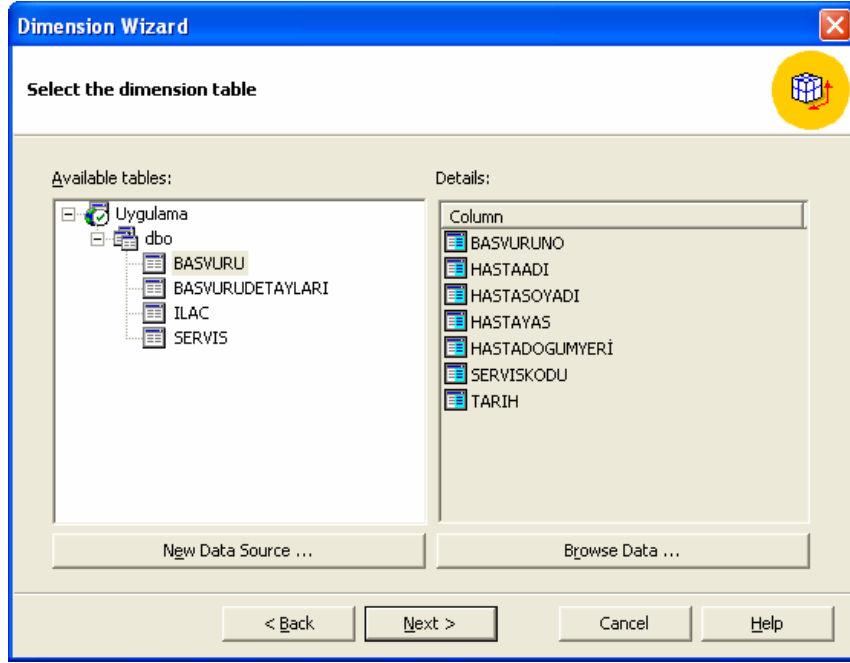 Dimension Wizard
Select the dimension table
Available tables:
Uygulama
dbo
BASVURU
BASVURUDETAYLARI
ILAC
SERVIS
New Data Source ...
Details:
Column
BASVURUNO
HASTAADI
HASTASOYADI
HASTAYAS
HASTADOGUMYERİ
SERVISKODU
TARIH
Browse Data ...
< Back
Next >
Cancel
Help